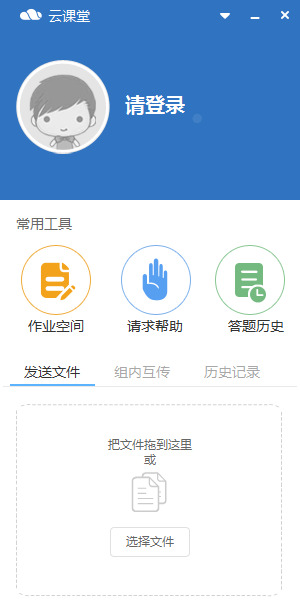 云课堂
请登录
常用工具
作业空间 请求帮助 答题历史
发送文件 组内互传 历史记录
把文件拖到这里
或
选择文件